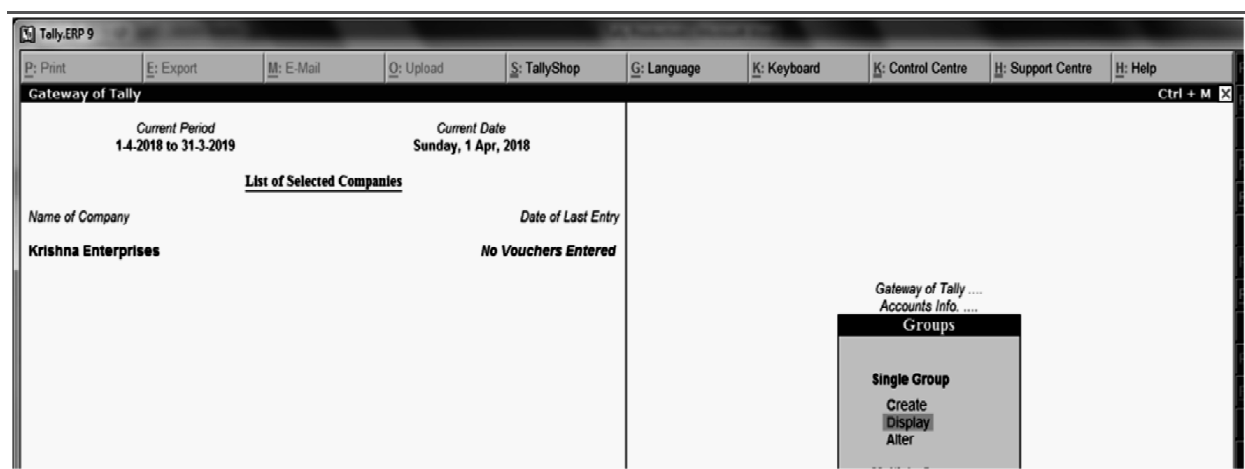 Tally.ERP 9
P: Print E: Export M: E-Mail O: Upload S: TallyShop G: Language K: Keyboard K: Control Centre H: Support Centre H: Help
Gateway of Tally Ctrl + M
Current Period Current Date
1-4-2018 to 31-3-2019 Sunday, 1 Apr, 2018
List of Selected Companies
Name of Company Date of Last Entry
Krishna Enterprises No Vouchers Entered
Gateway of Tally ....
Accounts Info. ....
Groups
Single Group
Create
Display
Alter